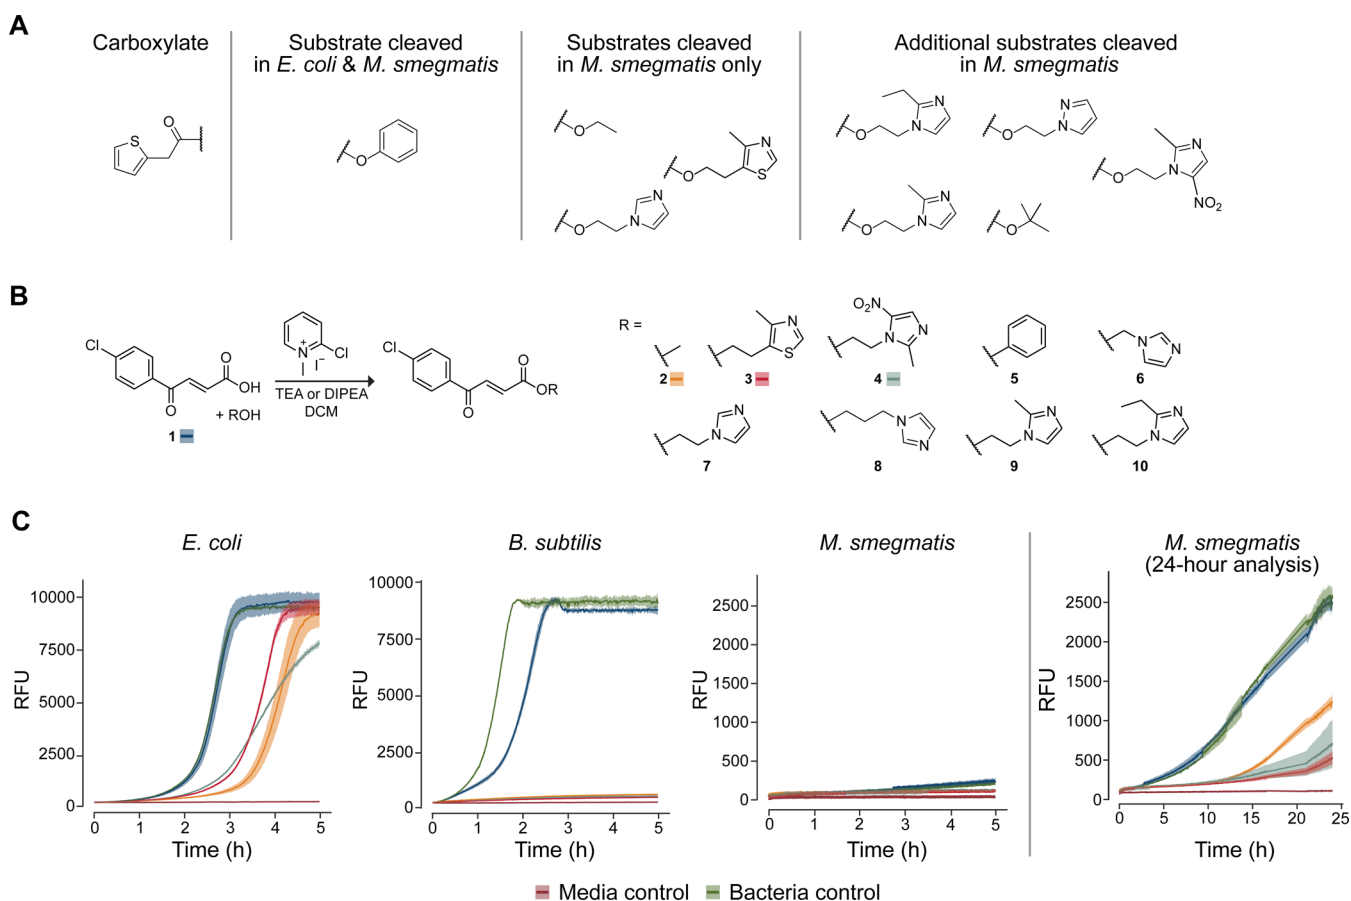 A
Carboxylate
Substrate cleaved
in E. coli & M. smegmatis
Substrates cleaved
in M. smegmatis only
Additional substrates cleaved
in M. smegmatis
S
O
O
O
O
N
S
O
N
N
O
N
N
O
N
N
O
N
N
NO2
O
N
N
O
B
Cl
O
OH
O
+ ROH
1
N+
Cl
I−
TEA or DIPEA
DCM
Cl
O
O
OR
R =
2
N
S
3
O2N
N
N
4
5
N
N
6
N
N
7
N
N
8
N
N
9
N
N
10
C
E. coli
B. subtilis
M. smegmatis
M. smegmatis
(24-hour analysis)
RFU
10000
7500
5000
2500
0
0 1 2 3 4 5
Time (h)
RFU
10000
7500
5000
2500
0
0 1 2 3 4 5
Time (h)
RFU
2500
2000
1500
1000
500
0
0 1 2 3 4 5
Time (h)
RFU
2500
2000
1500
1000
500
0
0 5 10 15 20 25
Time (h)
Media control
Bacteria control